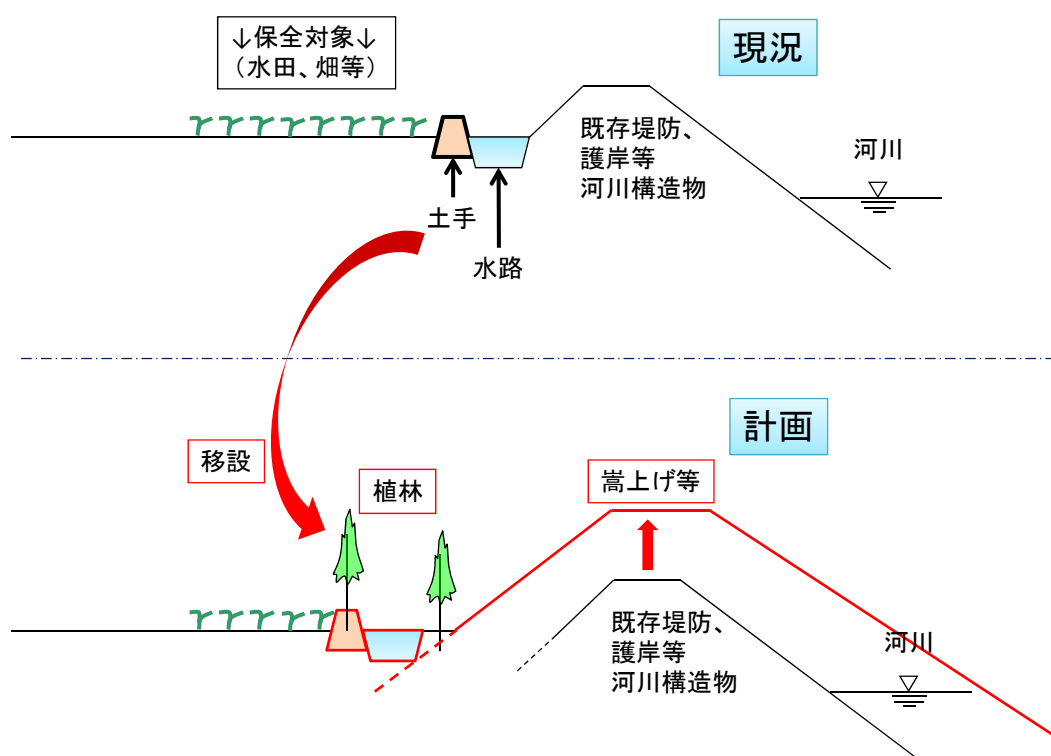 ↓保全対象↓
（水田、畑等）
現況
既存堤防、
護岸等
河川構造物
河川
土手
水路
計画
移設
植林
嵩上げ等
既存堤防、
護岸等
河川構造物
河川